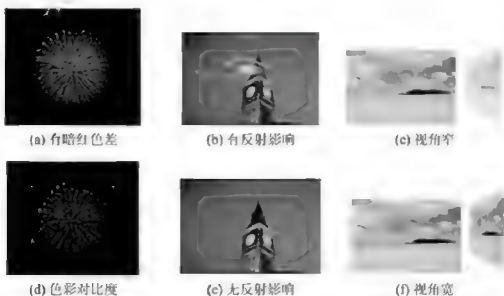 (a) 有暗红色差
(b) 有反射影响
(c) 视角窄
(d) 色彩对比度
(e) 无反射影响
(f) 视角宽